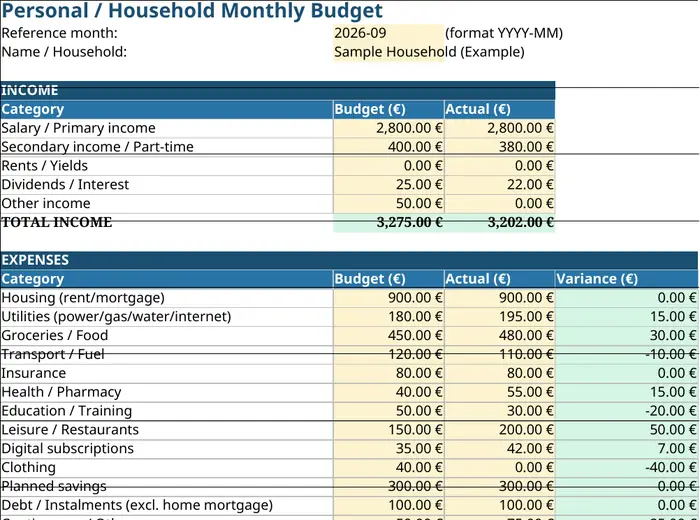 Personal / Household Monthly Budget
Reference month: 2026-09 (format YYYY-MM)
Name / Household: Sample Household (Example)
INCOME
Category Budget (€) Actual (€)
Salary / Primary income 2,800.00 € 2,800.00 €
Secondary income / Part-time 400.00 € 380.00 €
Rents / Yields 0.00 € 0.00 €
Dividends / Interest 25.00 € 22.00 €
Other income 50.00 € 0.00 €
TOTAL INCOME 3,275.00 € 3,202.00 €
EXPENSES
Category Budget (€) Actual (€) Variance (€)
Housing (rent/mortgage) 900.00 € 900.00 € 0.00 €
Utilities (power/gas/water/internet) 180.00 € 195.00 € 15.00 €
Groceries / Food 450.00 € 480.00 € 30.00 €
Transport / Fuel 120.00 € 110.00 € -10.00 €
Insurance 80.00 € 80.00 € 0.00 €
Health / Pharmacy 40.00 € 55.00 € 15.00 €
Education / Training 50.00 € 30.00 € -20.00 €
Leisure / Restaurants 150.00 € 200.00 € 50.00 €
Digital subscriptions 35.00 € 42.00 € 7.00 €
Clothing 40.00 € 0.00 € -40.00 €
Planned savings 300.00 € 300.00 € 0.00 €
Debt / Instalments (excl. home mortgage) 100.00 € 100.00 € 0.00 €